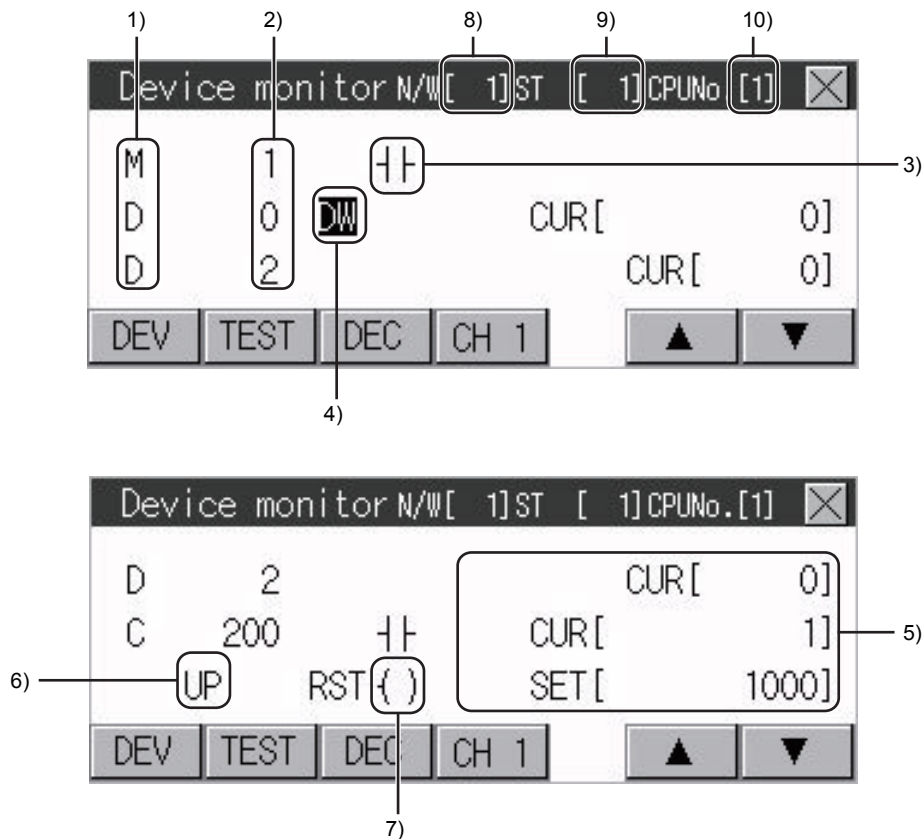 1) 2) 8) 9) 10)
Device monitor N/W[ 1] ST [ 1] CPUNo.[1]
M 1 ┤├ 3)
D 0 DW CUR[ 0]
D 2 CUR[ 0]
DEV TEST DEC CH 1 ▲ ▼
4)
Device monitor N/W[ 1] ST [ 1] CPUNo.[1]
D 2 CUR[ 0]
C 200 ┤├ CUR[ 1] 5)
6) UP RST ( ) SET[ 1000]
DEV TEST DEC CH 1 ▲ ▼
7)